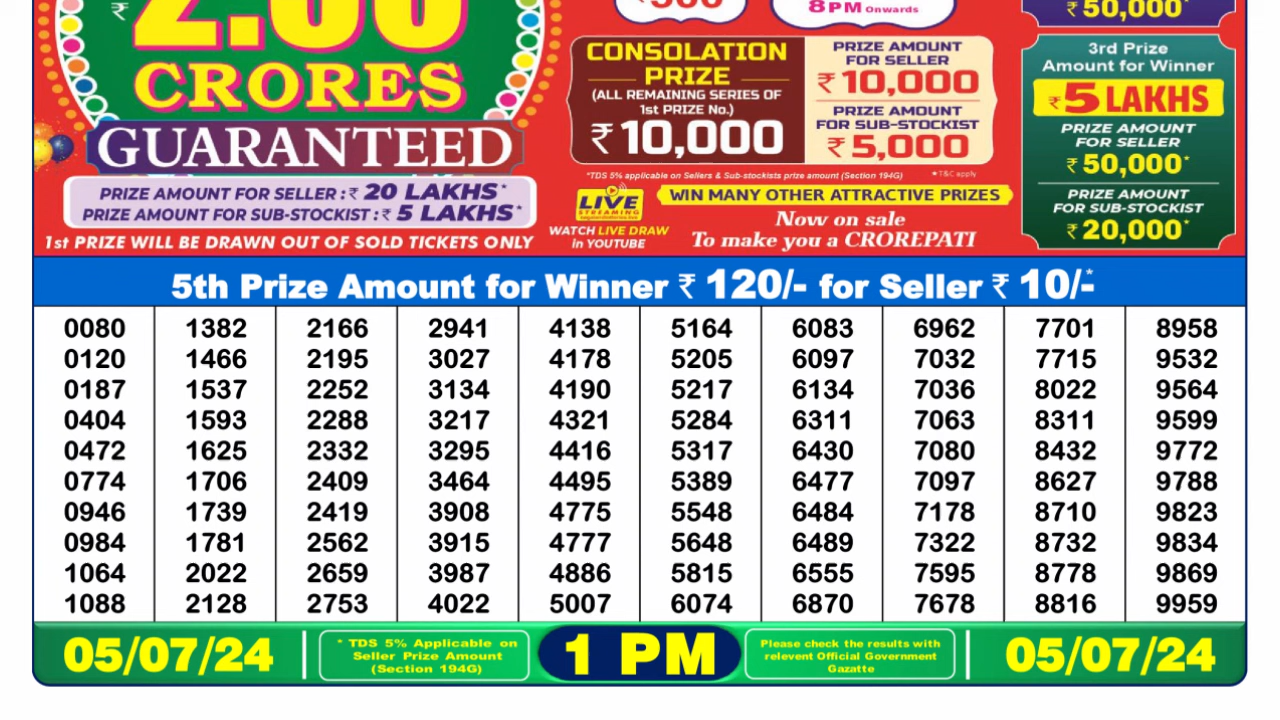 ₹ 2.00
CRORES
GUARANTEED
PRIZE AMOUNT FOR SELLER : ₹ 20 LAKHS*
PRIZE AMOUNT FOR SUB-STOCKIST : ₹ 5 LAKHS*
1st PRIZE WILL BE DRAWN OUT OF SOLD TICKETS ONLY
8PM Onwards
CONSOLATION
PRIZE
(ALL REMAINING SERIES OF
1st PRIZE No.)
₹ 10,000
PRIZE AMOUNT
FOR SELLER
₹ 10,000
PRIZE AMOUNT
FOR SUB-STOCKIST
₹ 5,000
*TDS 5% applicable on Sellers & Sub-stockists prize amount (Section 194G)
★T&C apply
LIVE
STREAMING
WATCH LIVE DRAW
in YOUTUBE
WIN MANY OTHER ATTRACTIVE PRIZES
Now on sale
To make you a CROREPATI
₹ 50,000*
3rd Prize
Amount for Winner
₹ 5 LAKHS
PRIZE AMOUNT
FOR SELLER
₹ 50,000*
PRIZE AMOUNT
FOR SUB-STOCKIST
₹ 20,000*
5th Prize Amount for Winner ₹ 120/- for Seller ₹ 10/-*
0080 1382 2166 2941 4138 5164 6083 6962 7701 8958
0120 1466 2195 3027 4178 5205 6097 7032 7715 9532
0187 1537 2252 3134 4190 5217 6134 7036 8022 9564
0404 1593 2288 3217 4321 5284 6311 7063 8311 9599
0472 1625 2332 3295 4416 5317 6430 7080 8432 9772
0774 1706 2409 3464 4495 5389 6477 7097 8627 9788
0946 1739 2419 3908 4775 5548 6484 7178 8710 9823
0984 1781 2562 3915 4777 5648 6489 7322 8732 9834
1064 2022 2659 3987 4886 5815 6555 7595 8778 9869
1088 2128 2753 4022 5007 6074 6870 7678 8816 9959
05/07/24
* TDS 5% Applicable on
Seller Prize Amount
(Section 194G)
1 PM
Please check the results with
relevent Official Government
Gazatte
05/07/24